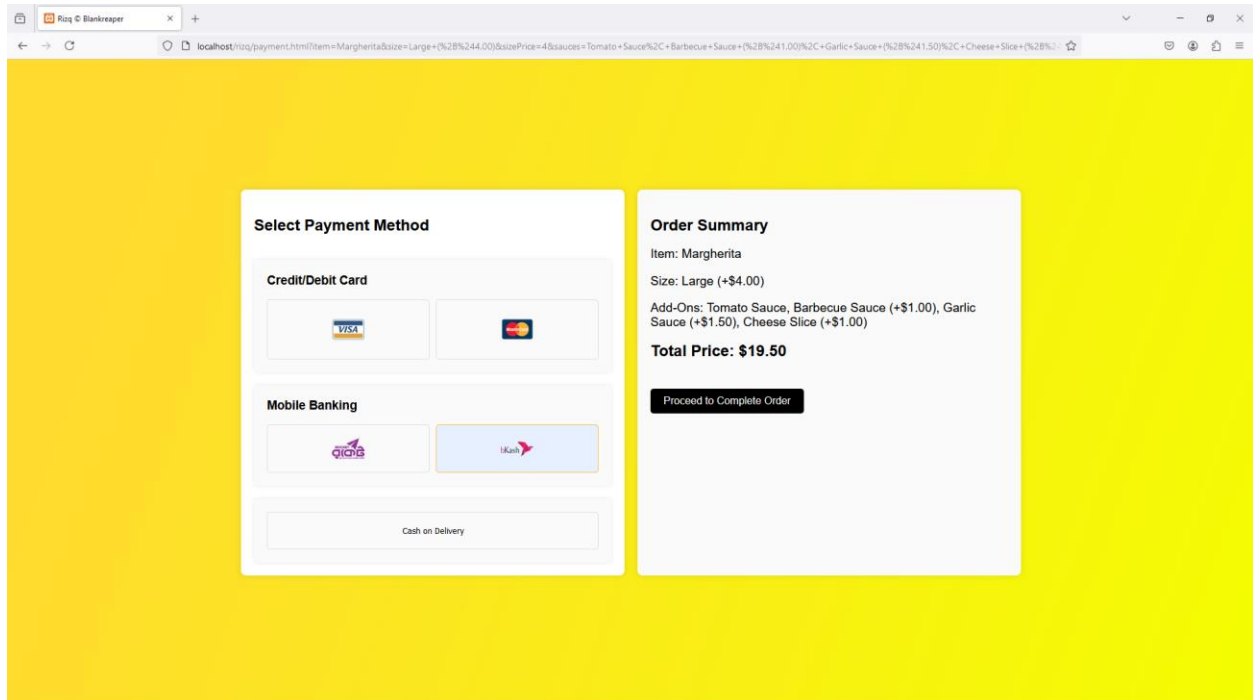 Rizq © Blankreaper
localhost/rizq/payment.html?item=Margherita&size=Large+(%2B%244.00)&sizePrice=4&sauces=Tomato+Sauce%2C+Barbecue+Sauce+(%2B%241.00)%2C+Garlic+Sauce+(%2B%241.50)%2C+Cheese+Slice+(%2B%2
Select Payment Method
Credit/Debit Card
VISA
Mobile Banking
bKash
Cash on Delivery
Order Summary
Item: Margherita
Size: Large (+$4.00)
Add-Ons: Tomato Sauce, Barbecue Sauce (+$1.00), Garlic
Sauce (+$1.50), Cheese Slice (+$1.00)
Total Price: $19.50
Proceed to Complete Order